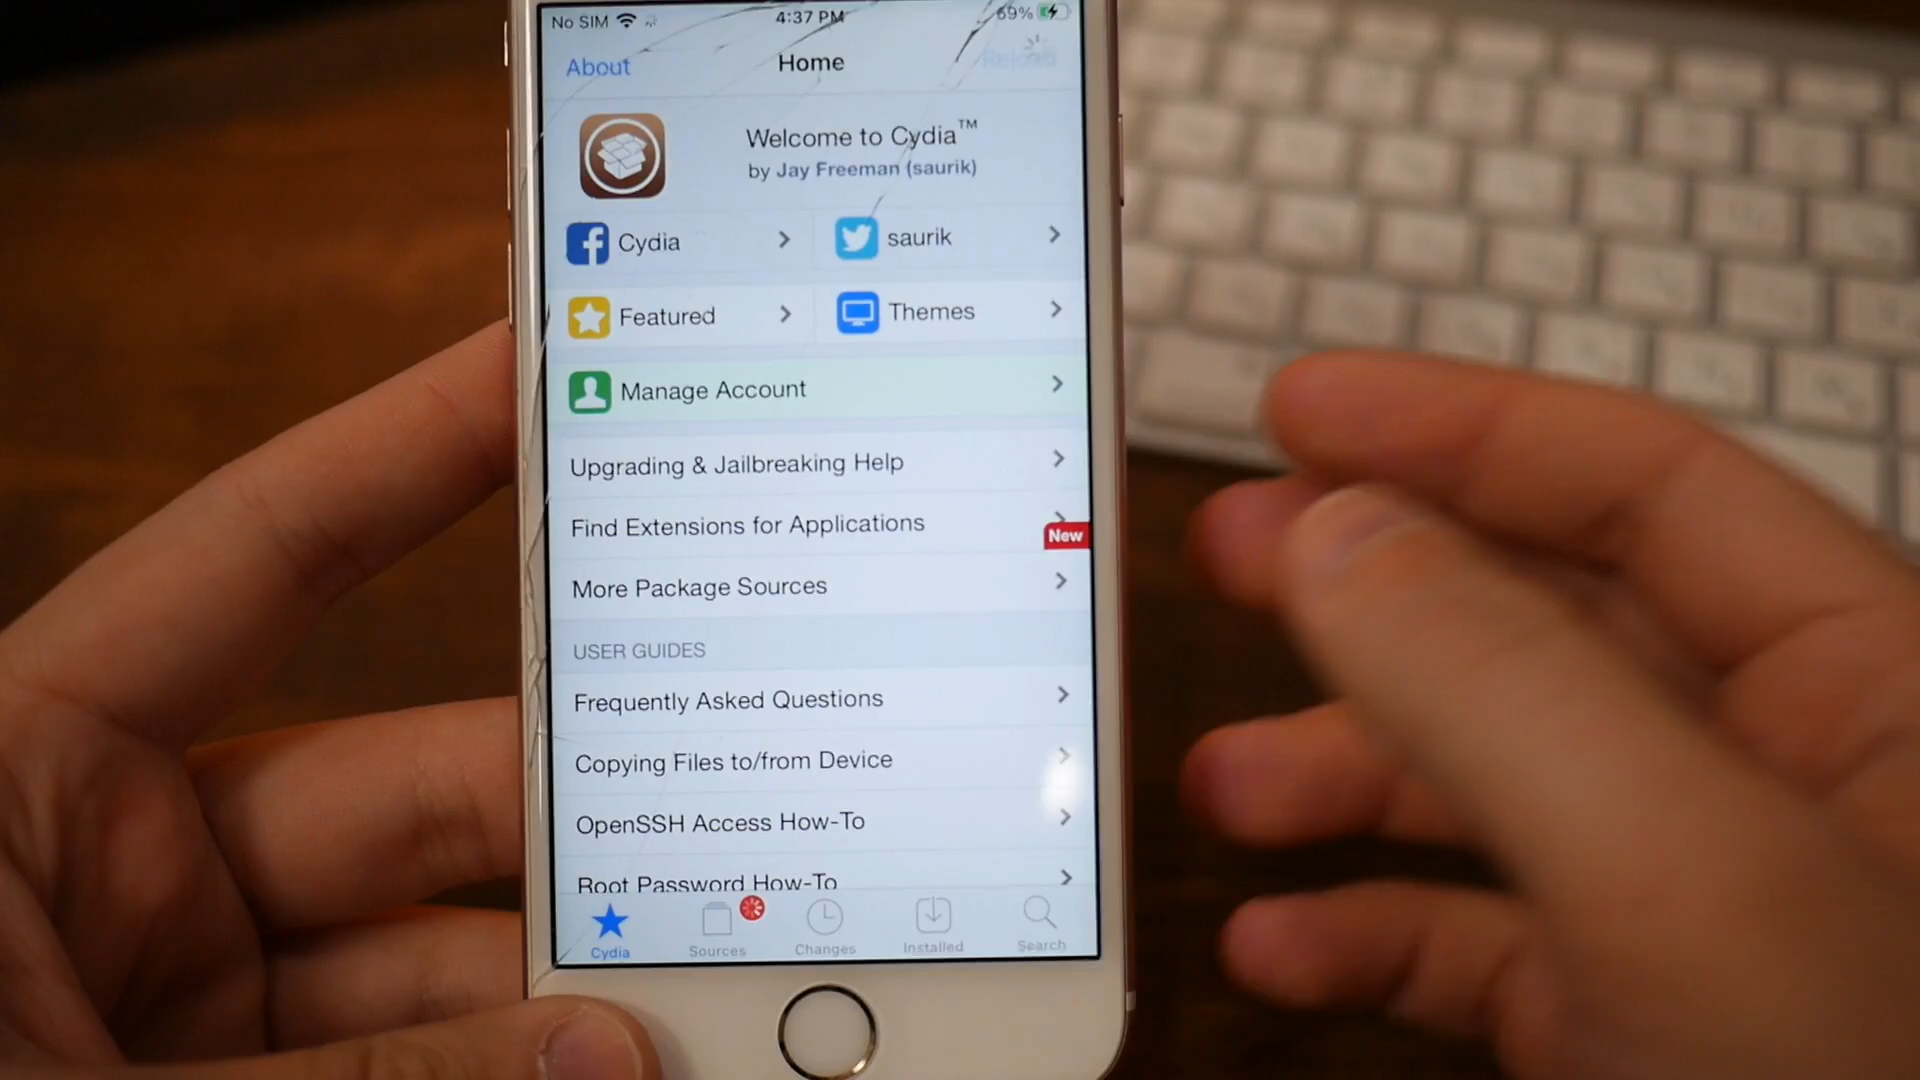 No SIM 4:37 PM 69%
About Home Reload
Welcome to Cydia™
by Jay Freeman (saurik)
Cydia saurik
Featured Themes
Manage Account
Upgrading & Jailbreaking Help
Find Extensions for Applications
New
More Package Sources
USER GUIDES
Frequently Asked Questions
Copying Files to/from Device
OpenSSH Access How-To
Root Password How-To
Cydia Sources Changes Installed Search